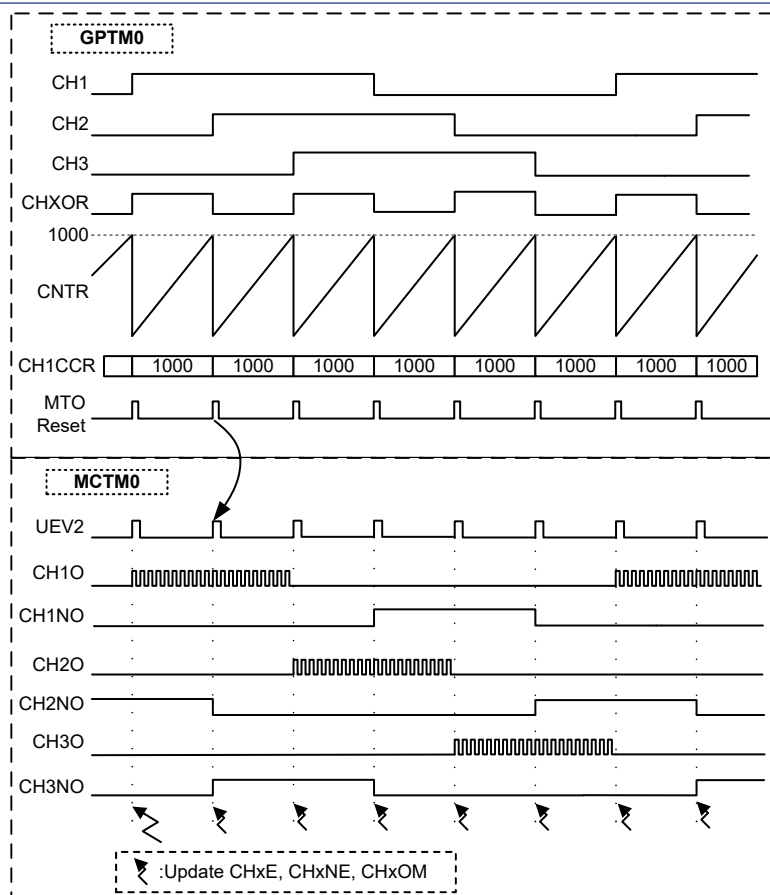 GPTM0
CH1
CH2
CH3
CHXOR
1000
CNTR
CH1CCR 1000 1000 1000 1000 1000 1000 1000 1000
MTO
Reset
MCTM0
UEV2
CH1O
CH1NO
CH2O
CH2NO
CH3O
CH3NO
:Update CHxE, CHxNE, CHxOM